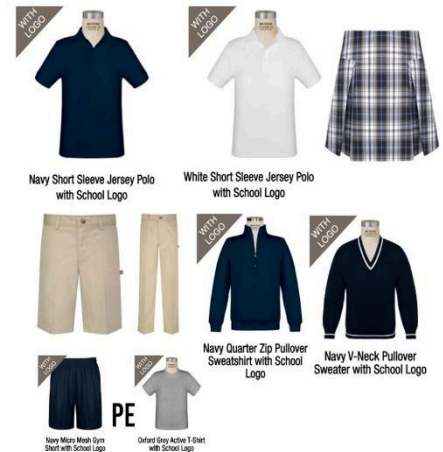 WITH LOGO
WITH LOGO
Navy Short Sleeve Jersey Polo
with School Logo
White Short Sleeve Jersey Polo
with School Logo
WITH LOGO
WITH LOGO
Navy Quarter Zip Pullover
Sweatshirt with School
Logo
Navy V-Neck Pullover
Sweater with School Logo
WITH LOGO
PE
WITH LOGO
Navy Micro Mesh Gym
Short with School Logo
Oxford Grey Active T-Shirt
with School Logo